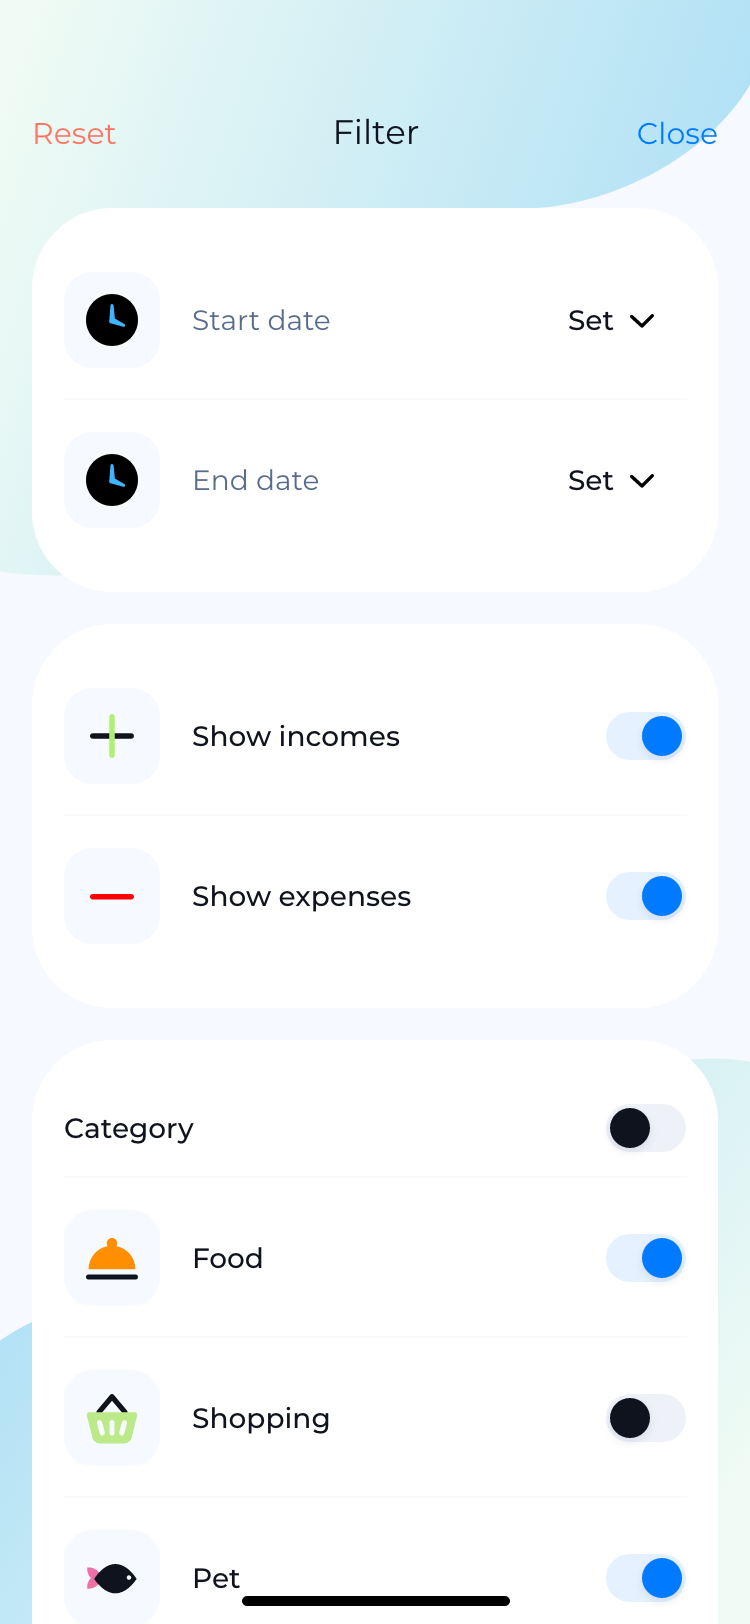 Reset Filter Close
Start date Set
End date Set
Show incomes
Show expenses
Category
Food
Shopping
Pet